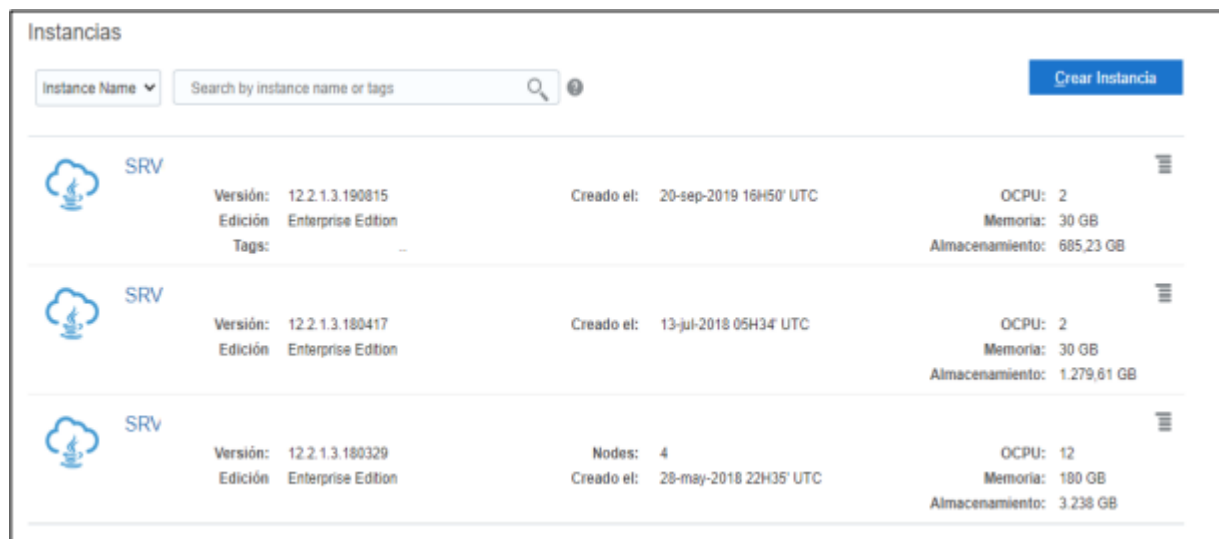 Instancias
Instance Name
Search by instance name or tags
?
Crear Instancia
SRV
Versión: 12.2.1.3.190815 Creado el: 20-sep-2019 16H50' UTC OCPU: 2
Edición Enterprise Edition Memoria: 30 GB
Tags: Almacenamiento: 685,23 GB
SRV
Versión: 12.2.1.3.180417 Creado el: 13-jul-2018 05H34' UTC OCPU: 2
Edición Enterprise Edition Memoria: 30 GB
Almacenamiento: 1.279,61 GB
SRV
Versión: 12.2.1.3.180329 Nodes: 4 OCPU: 12
Edición Enterprise Edition Creado el: 28-may-2018 22H35' UTC Memoria: 180 GB
Almacenamiento: 3.238 GB